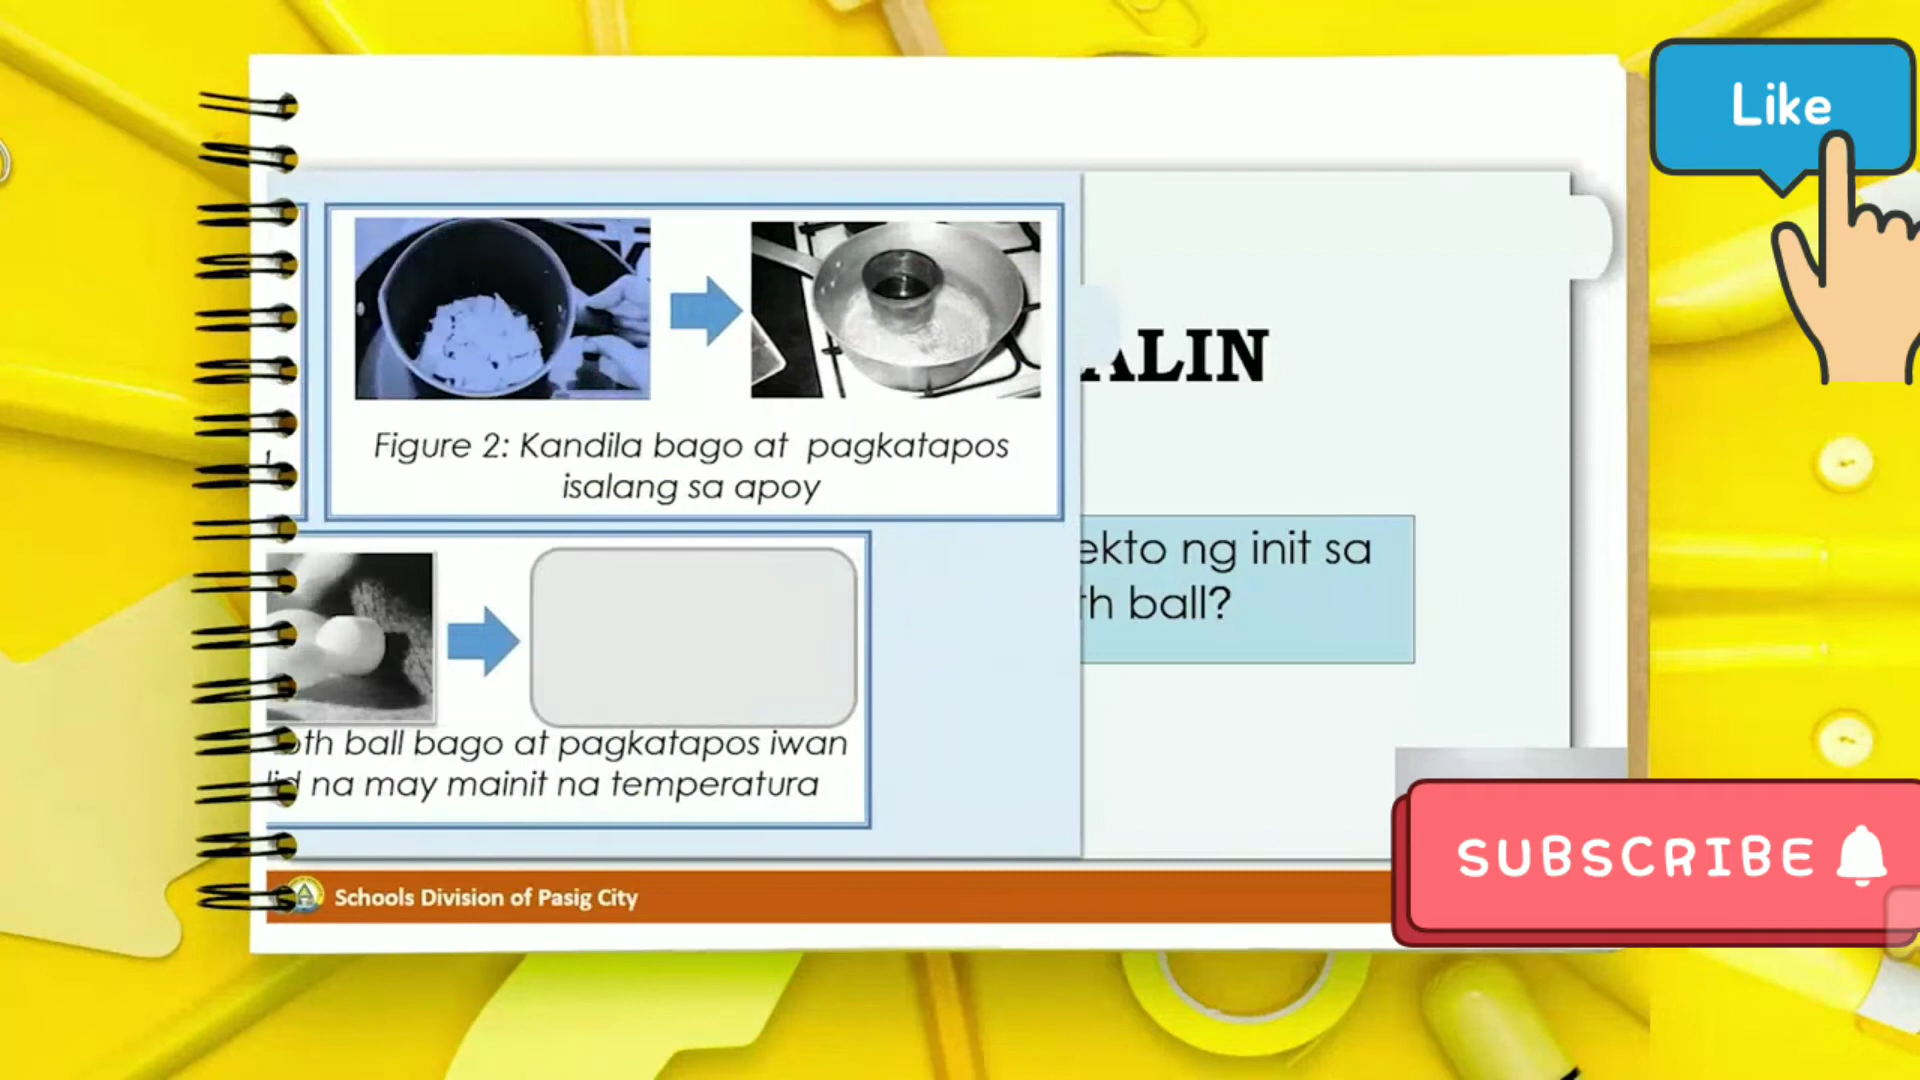 Like
ALIN
Figure 2: Kandila bago at pagkatapos
isalang sa apoy
ekto ng init sa
th ball?
oth ball bago at pagkatapos iwan
na may mainit na temperatura
SUBSCRIBE
Schools Division of Pasig City